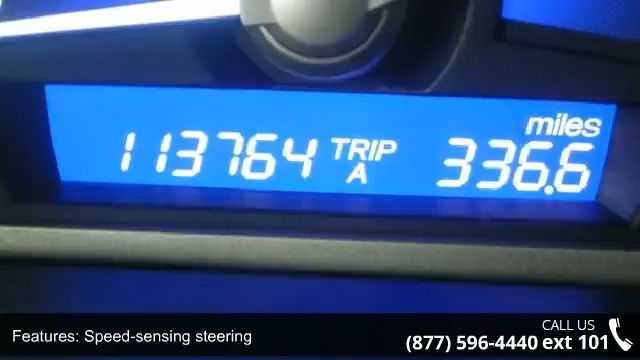 miles
113764 TRIP A 336.6
CALL US
Features: Speed-sensing steering
(877) 596-4440 ext 101